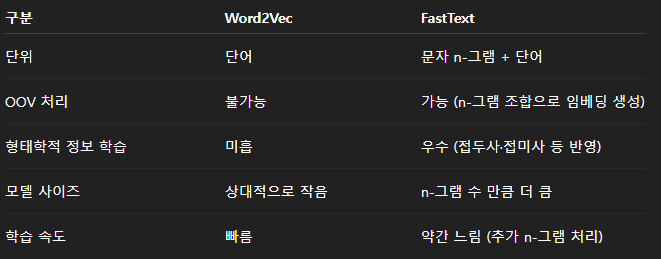 구분 Word2Vec FastText
단위 단어 문자 n-그램 + 단어
OOV 처리 불가능 가능 (n-그램 조합으로 임베딩 생성)
형태학적 정보 학습 미흡 우수 (접두사·접미사 등 반영)
모델 사이즈 상대적으로 작음 n-그램 수 만큼 더 큼
학습 속도 빠름 약간 느림 (추가 n-그램 처리)